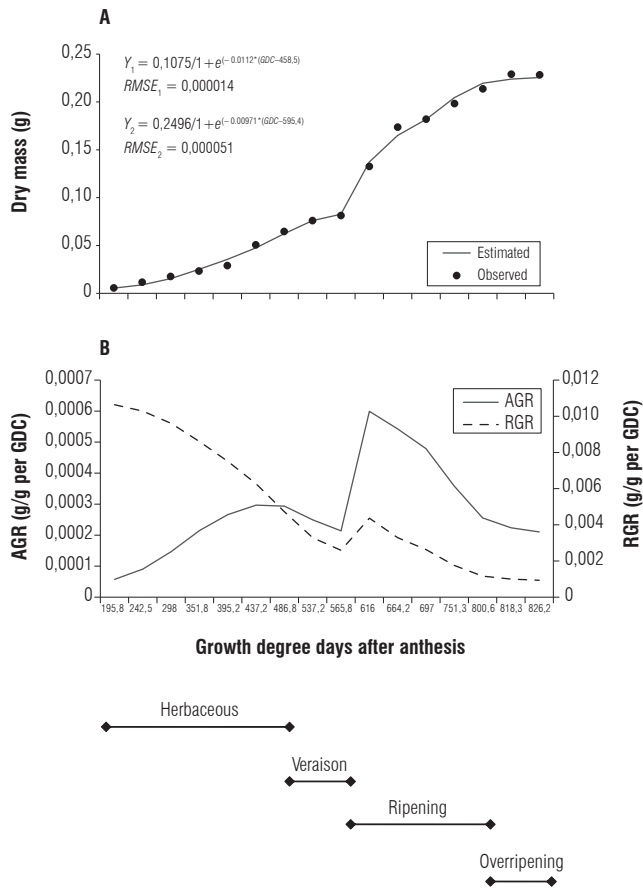 A
Dry mass (g)
0,25
0,20
0,15
0,10
0,05
0
Y1 = 0,1075/1+e(– 0.0112*(GDC–458,5)
RMSE1 = 0,000014
Y2 = 0,2496/1+e(– 0.00971*(GDC–595,4)
RMSE2 = 0,000051
Estimated
Observed
B
AGR (g/g per GDC)
0,0007
0,0006
0,0005
0,0004
0,0003
0,0002
0,0001
0
AGR
RGR
0,012
0,010
0,008
0,006
0,004
0,002
0
RGR (g/g per GDC)
195,8 242,5 298 351,8 395,2 437,2 486,8 537,2 565,8 616 664,2 697 751,3 800,6 818,3 826,2
Growth degree days after anthesis
Herbaceous
Veraison
Ripening
Overripening